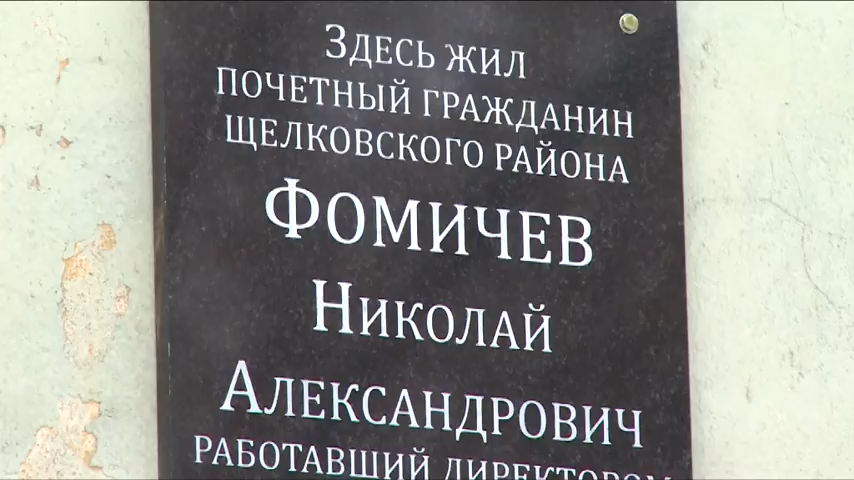 Здесь жил
почетный гражданин
Щелковского района
Фомичев
Николай
Александрович
работавший директором